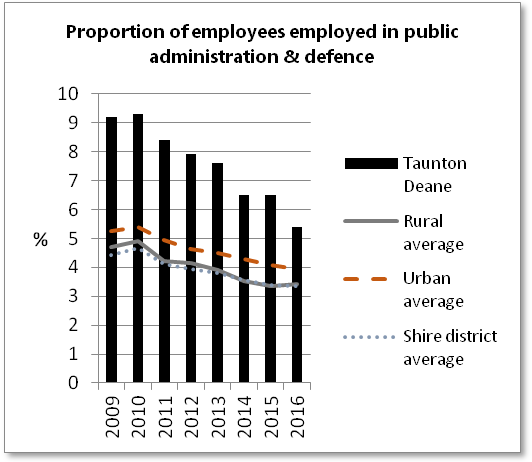 Proportion of employees employed in public
administration & defence
10
9
8
7
6
5
4
3
2
1
0
%
2009
2010
2011
2012
2013
2014
2015
2016
Taunton
Deane
Rural
average
Urban
average
Shire district
average